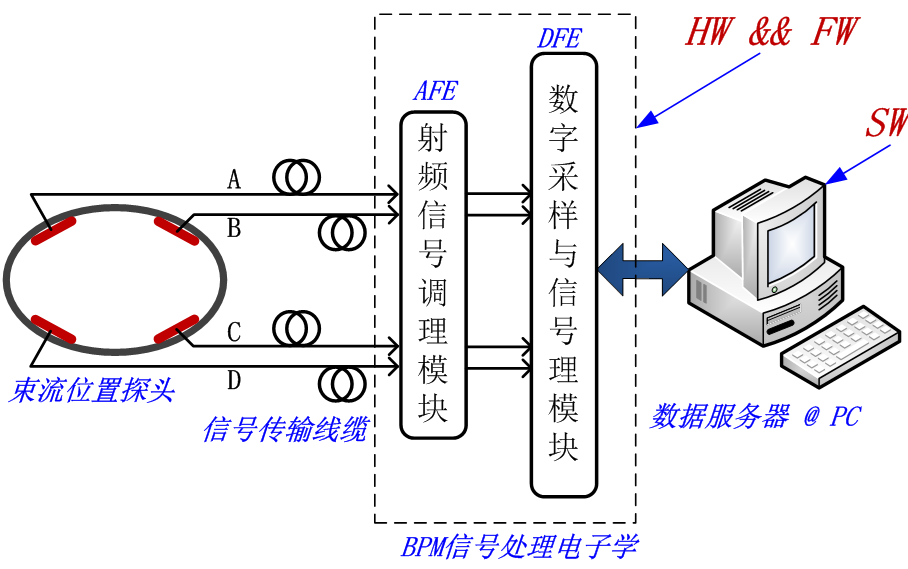 HW && FW
DFE
AFE
SW
A
B
C
D
射频信号调理模块
数字采样与信号理模块
束流位置探头
信号传输线缆
数据服务器 @ PC
BPM信号处理电子学